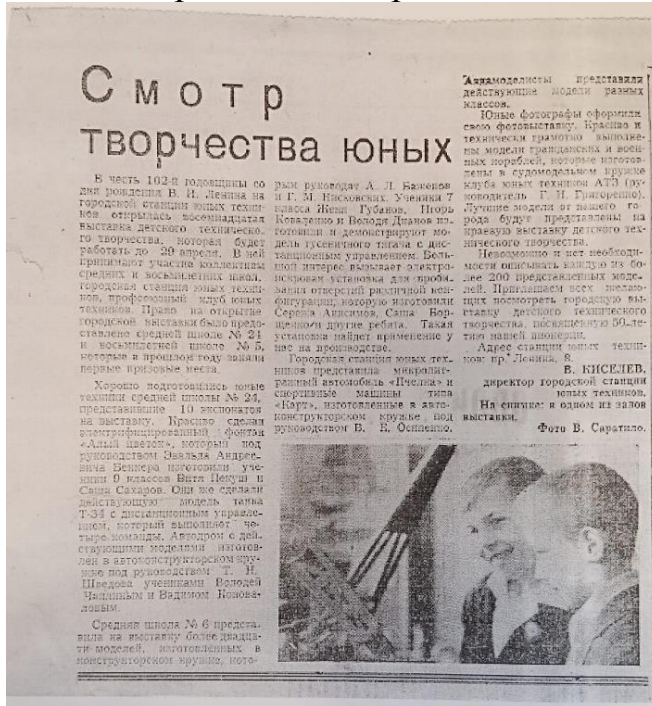 Смотр
творчества юных
В честь 102-й годовщины со
дня рождения В. И. Ленина на
городской станции юных техни-
ков открылась восемнадцатая
выставка детского техническо-
го творчества, которая будет
работать до 29 апреля. В ней
принимают участие коллективы
средних и восьмилетних школ,
городская станция юных техни-
ков, профсоюзный клуб юных
техников. Право на открытие
городской выставки было предо-
ставлено средней школе № 24
и восьмилетней школе № 5,
которые в прошлом году заняли
первые призовые места.
Хорошо подготовились юные
техники средней школы № 24,
представившие 10 экспонатов
на выставку. Красиво сделан
электрифицированный фонтан
«Алый цветок», который под
руководством Эвальда Андрее-
вича Беккера изготовили уче-
ники 9 классов Витя Пекуш и
Саша Сахаров. Они же сделали
действующую модель танка
Т-34 с дистанционным управле-
нием, который выполняет че-
тыре команды. Автодром с дей-
ствующими моделями изготов-
лен в автоконструкторском кру-
жке под руководством Т. Н.
Шведова учениками Володей
Чаплиным и Вадимом Конова-
ловым.
Средняя школа № 6 предста-
вила на выставку более двадца-
ти моделей, изготовленных в
конструкторском кружке, кото-
рым руководят А. Л. Баженов
и Г. М. Нисковских. Ученики 7
класса Женя Губанов, Игорь
Коваленко и Володя Дианов из-
готовили и демонстрируют мо-
дель гусеничного тягача с дис-
танционным управлением. Боль-
шой интерес вызывает электро-
искровая установка для проби-
вания отверстий различной кон-
фигурации, которую изготовили
Сережа Анисимов, Саша Бор-
щенко и другие ребята. Такая
установка найдет применение у
нас на производстве.
Городская станция юных тех-
ников представила микролит-
ражный автомобиль «Пчелка» и
спортивные машины типа
«Карт», изготовленные в авто-
конструкторском кружке под
руководством В. К. Осипенко.
Авиамоделисты представили
действующие модели разных
классов.
Юные фотографы оформили
свою фотовыставку. Красиво и
технически грамотно выполне-
ны модели гражданских и воен-
ных кораблей, которые изготов-
лены в судомодельном кружке
клуба юных техников АТЗ (ру-
ководитель Г. Н. Григоренко).
Лучшие модели от нашего го-
рода будут представлены на
краевую выставку детского тех-
нического творчества.
Невозможно и нет необходи-
мости описывать каждую из бо-
лее 200 представленных моде-
лей. Приглашаем всех желаю-
щих посмотреть городскую вы-
ставку детского технического
творчества, посвященную 50-ле-
тию нашей пионерии.
Адрес станции юных техни-
ков: пр. Ленина, 8.
В. КИСЕЛЕВ,
директор городской станции
юных техников.
На снимке: в одном из залов
выставки.
Фото В. Саратило.